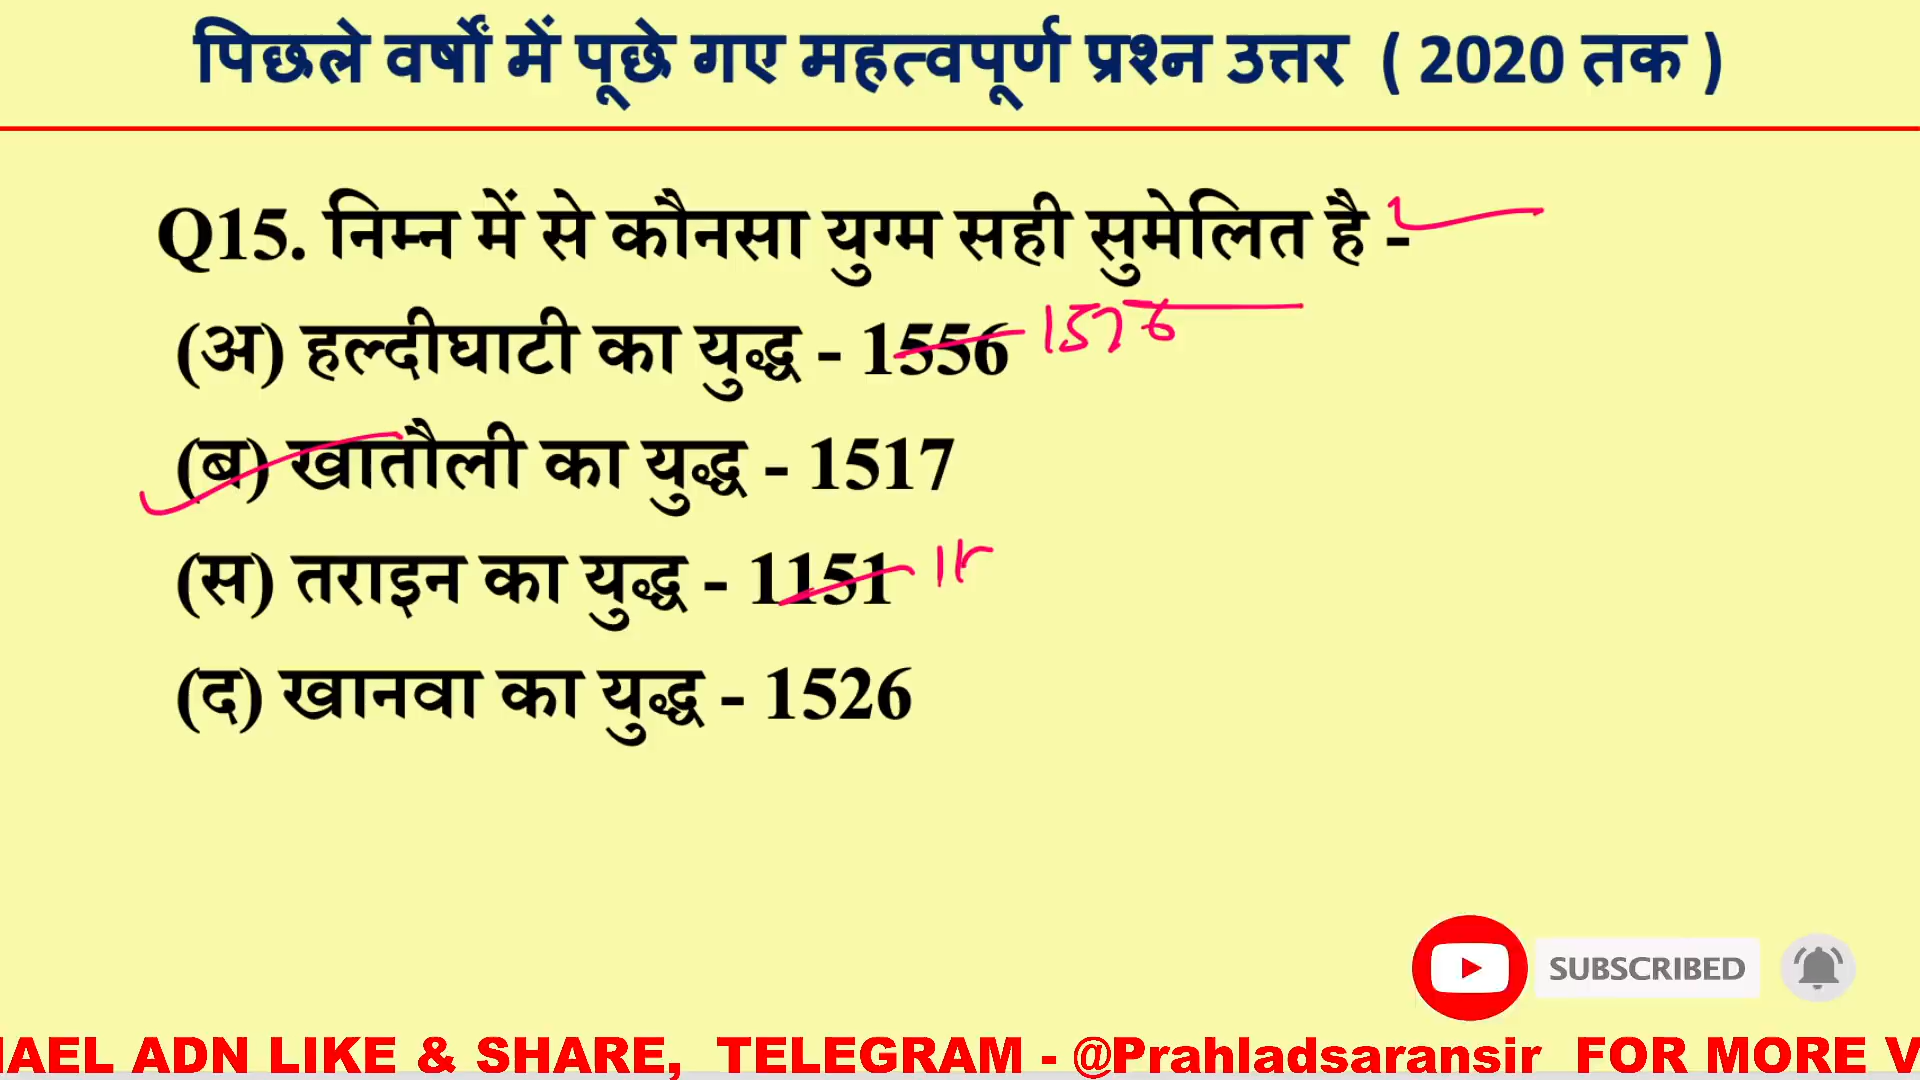 पिछले वर्षों में पूछे गए महत्वपूर्ण प्रश्न उत्तर ( 2020 तक )
Q15. निम्न में से कौनसा युग्म सही सुमेलित है -
(अ) हल्दीघाटी का युद्ध - 1556 1576
(ब) खातौली का युद्ध - 1517
(स) तराइन का युद्ध - 1151 11
(द) खानवा का युद्ध - 1526
SUBSCRIBED
ADN LIKE & SHARE, TELEGRAM - @Prahladsaransir FOR MORE